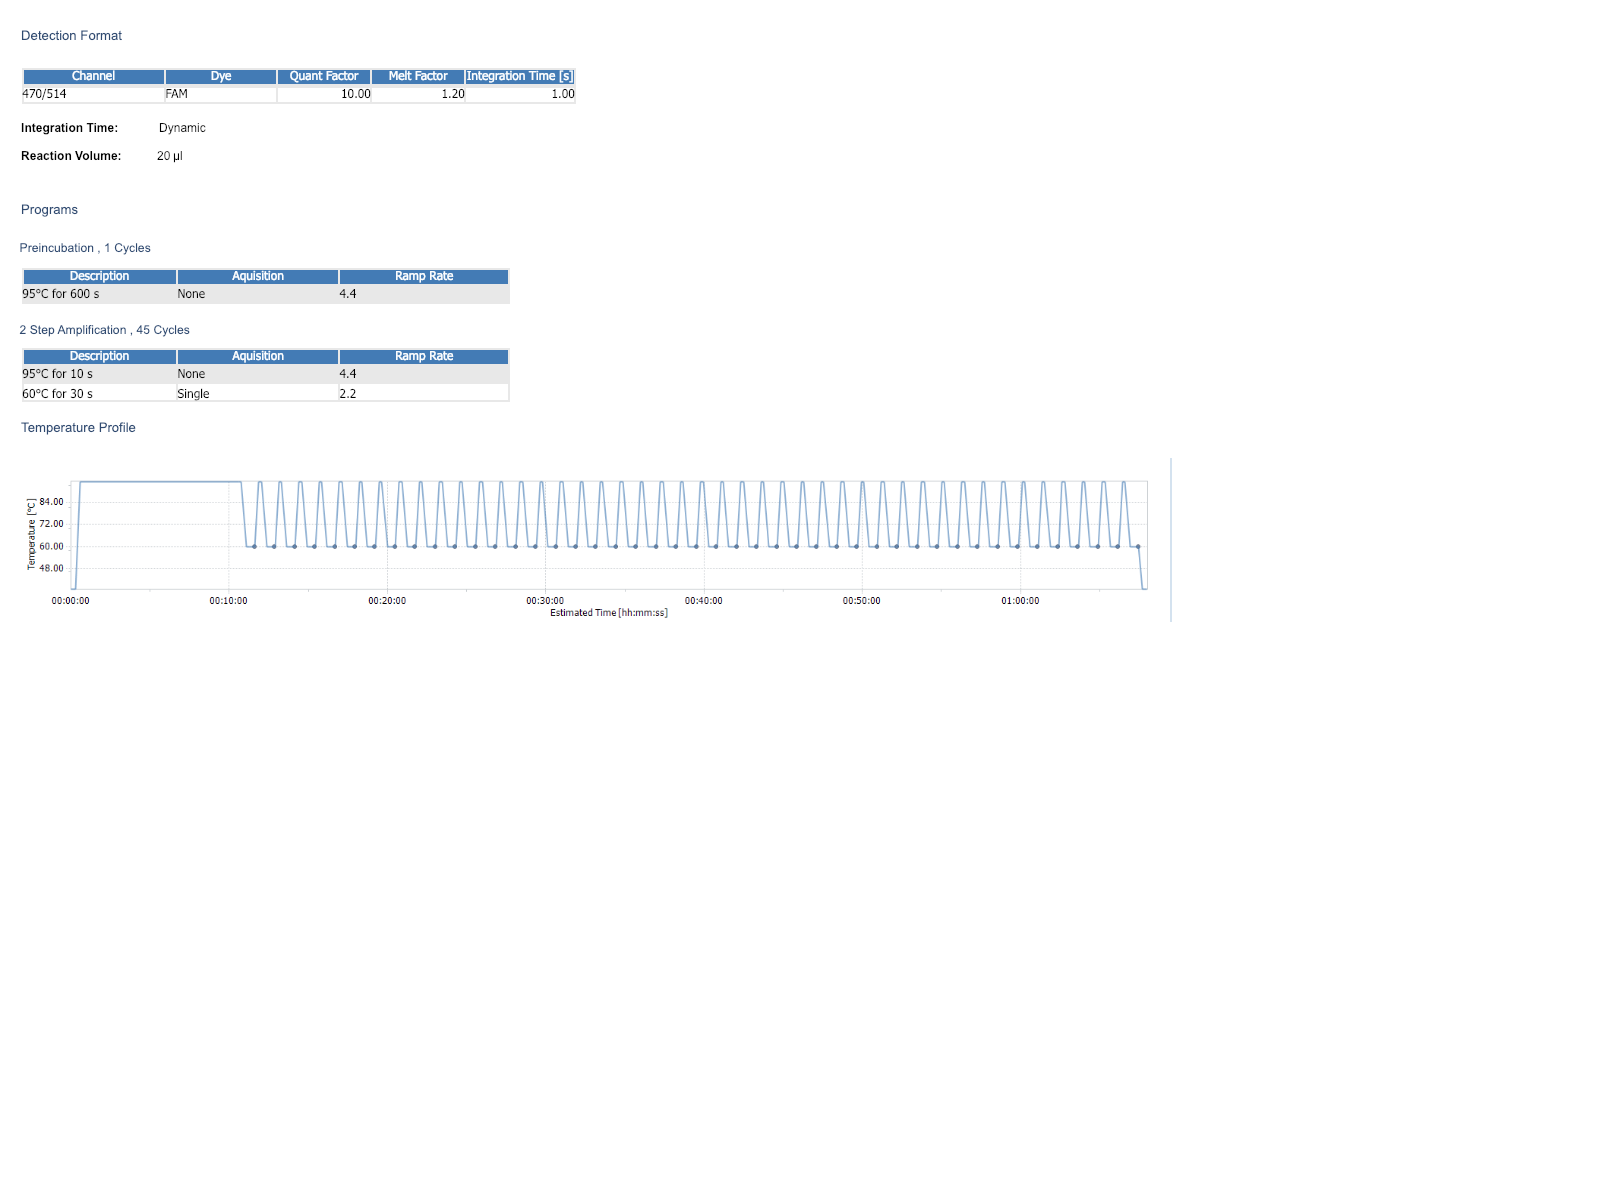 Detection Format
Channel Dye Quant Factor Melt Factor Integration Time [s]
470/514 FAM 10.00 1.20 1.00
Integration Time: Dynamic
Reaction Volume: 20 µl
Programs
Preincubation , 1 Cycles
Description Aquisition Ramp Rate
95°C for 600 s None 4.4
2 Step Amplification , 45 Cycles
Description Aquisition Ramp Rate
95°C for 10 s None 4.4
60°C for 30 s Single 2.2
Temperature Profile
Temperature [°C]
84.00
72.00
60.00
48.00
00:00:00 00:10:00 00:20:00 00:30:00 00:40:00 00:50:00 01:00:00
Estimated Time [hh:mm:ss]